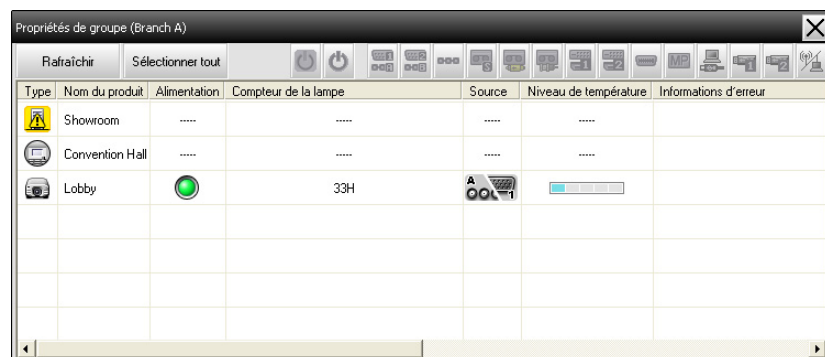 Propriétés de groupe (Branch A)
Rafraîchir Sélectionner tout
Type Nom du produit Alimentation Compteur de la lampe Source Niveau de température Informations d'erreur
Showroom ----- ----- ----- -----
Convention Hall ----- ----- ----- -----
Lobby 33H A 1